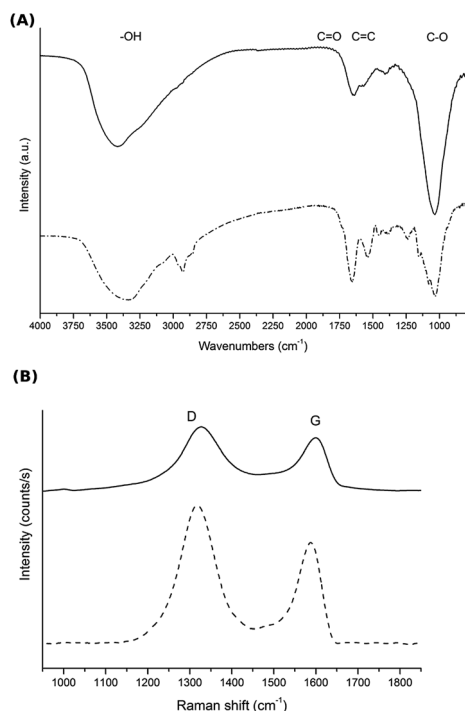 (A)
-OH
C=O
C=C
C-O
Intensity (a.u.)
4000 3750 3500 3250 3000 2750 2500 2250 2000 1750 1500 1250 1000
Wavenumbers (cm⁻¹)
(B)
D
G
Intensity (counts/s)
1000 1100 1200 1300 1400 1500 1600 1700 1800
Raman shift (cm⁻¹)